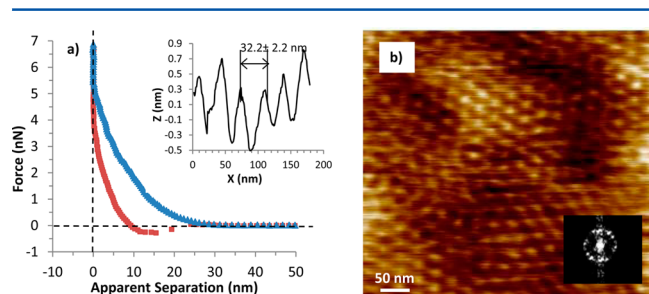 a)
Force (nN)
7
6
5
4
3
2
1
0
-1
-10 0 10 20 30 40 50
Apparent Separation (nm)
32.2± 2.2 nm
Z (nm)
0.9
0.7
0.5
0.3
0.1
-0.1
-0.3
-0.5
0 50 100 150 200
X (nm)
b)
50 nm